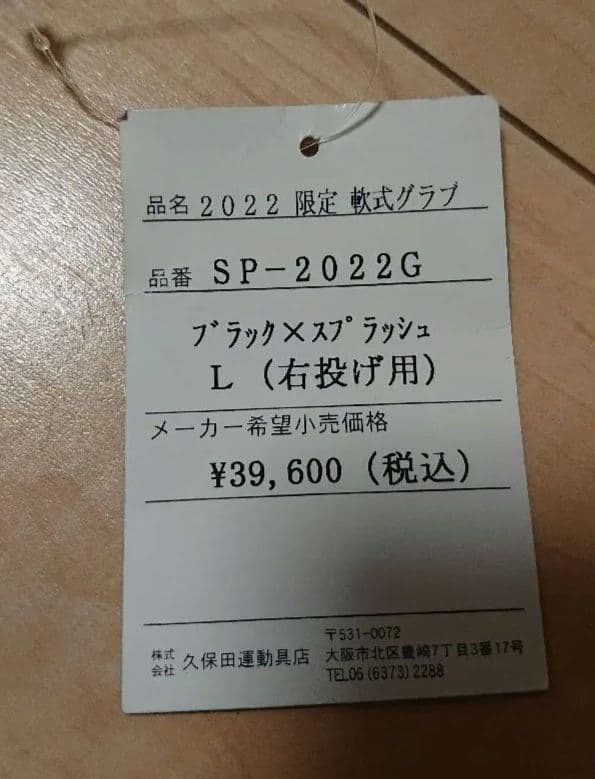 品名 2022 限定 軟式グラブ
品番 SP-2022G
ﾌﾞﾗｯｸ×ｽﾌﾟﾗｯｼｭ
L (右投げ用)
メーカー希望小売価格
¥39,600 (税込)
株式会社 久保田運動具店
〒531-0072
大阪市北区豊崎7丁目3番17号
TEL06(6373)2288